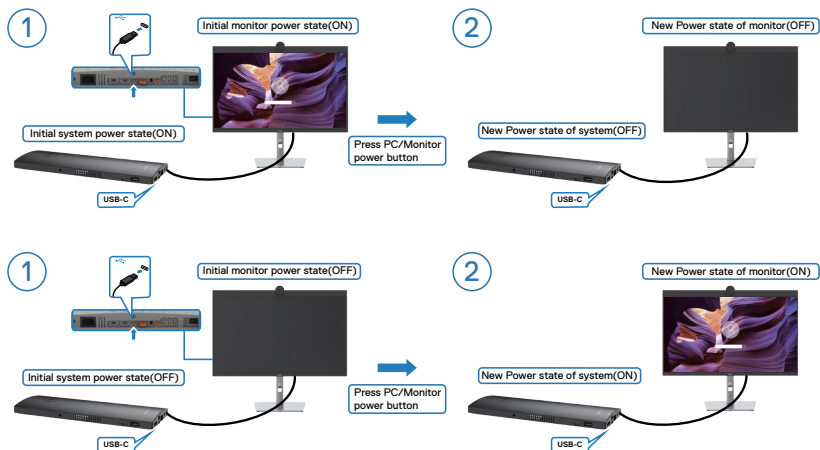 1
Initial monitor power state(ON)
Initial system power state(ON)
USB-C
Press PC/Monitor
power button
2
New Power state of monitor(OFF)
New Power state of system(OFF)
USB-C
1
Initial monitor power state(OFF)
Initial system power state(OFF)
USB-C
Press PC/Monitor
power button
2
New Power state of monitor(ON)
New Power state of system(ON)
USB-C